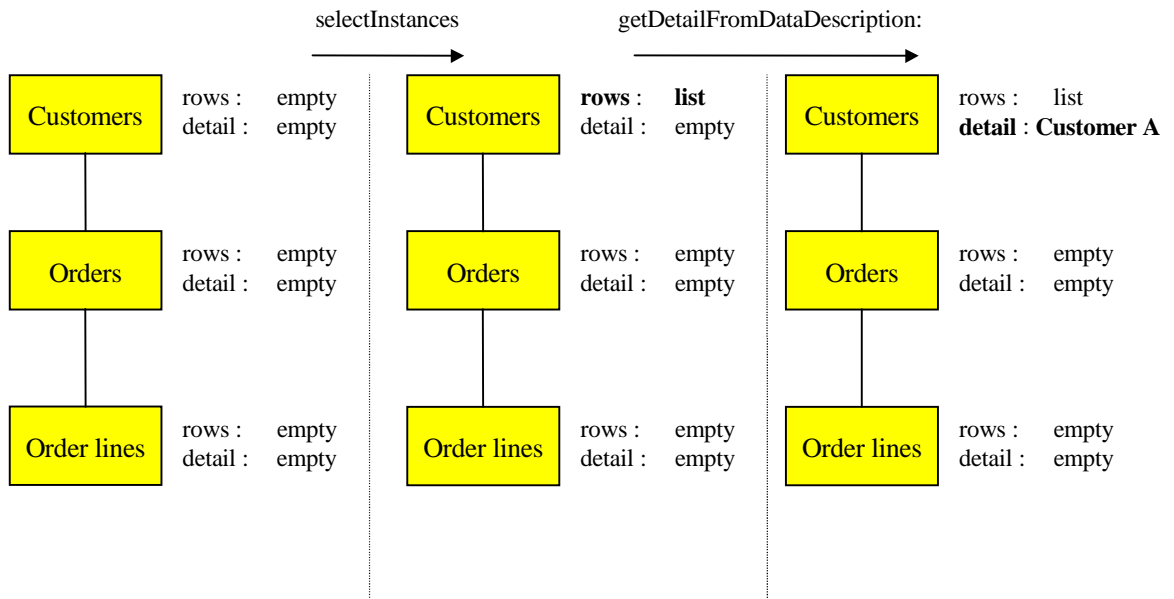 selectInstances
getDetailFromDataDescription:
Customers
rows : empty
detail : empty
Customers
rows : list
detail : empty
Customers
rows : list
detail : Customer A
Orders
rows : empty
detail : empty
Orders
rows : empty
detail : empty
Orders
rows : empty
detail : empty
Order lines
rows : empty
detail : empty
Order lines
rows : empty
detail : empty
Order lines
rows : empty
detail : empty